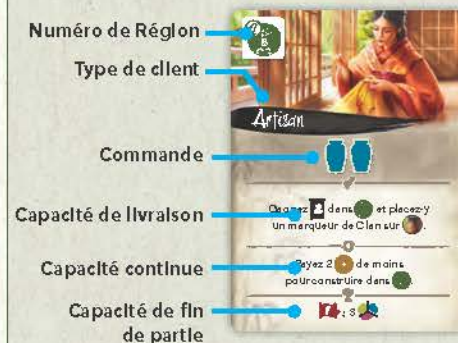 Numéro de Région
Type de client
Artisan
Commande
Capacité de livraison
Gagnez 2 dans et placez-y
un marqueur de Clan sur .
Capacité continue
Payez 2 de moins
pour construire dans .
Capacité de fin
de partie
: 3